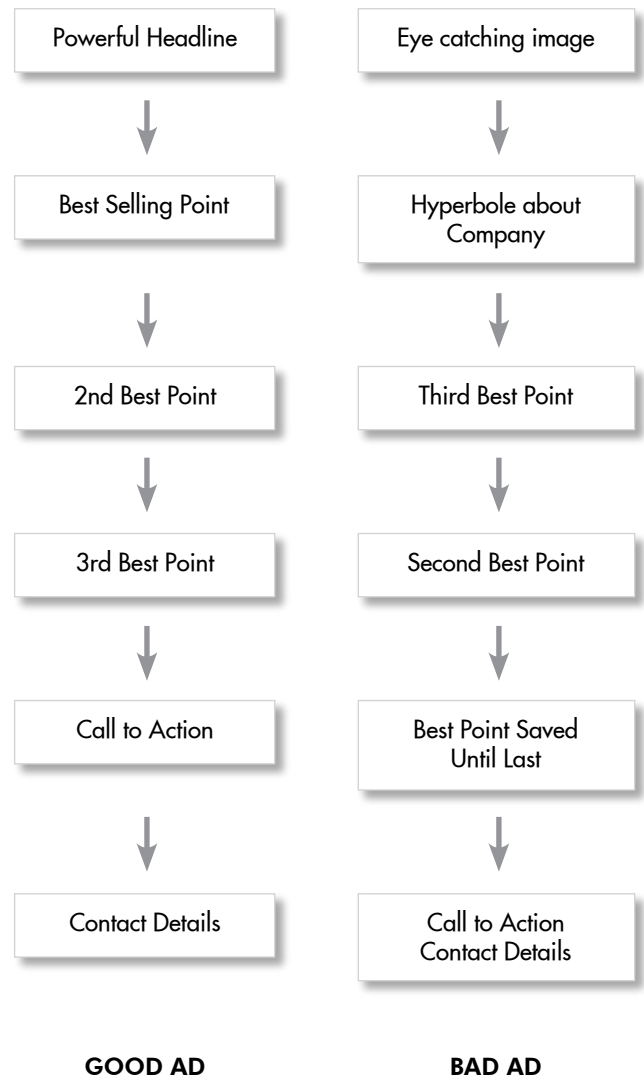 Powerful Headline
Best Selling Point
2nd Best Point
3rd Best Point
Call to Action
Contact Details
GOOD AD
Eye catching image
Hyperbole about
Company
Third Best Point
Second Best Point
Best Point Saved
Until Last
Call to Action
Contact Details
BAD AD